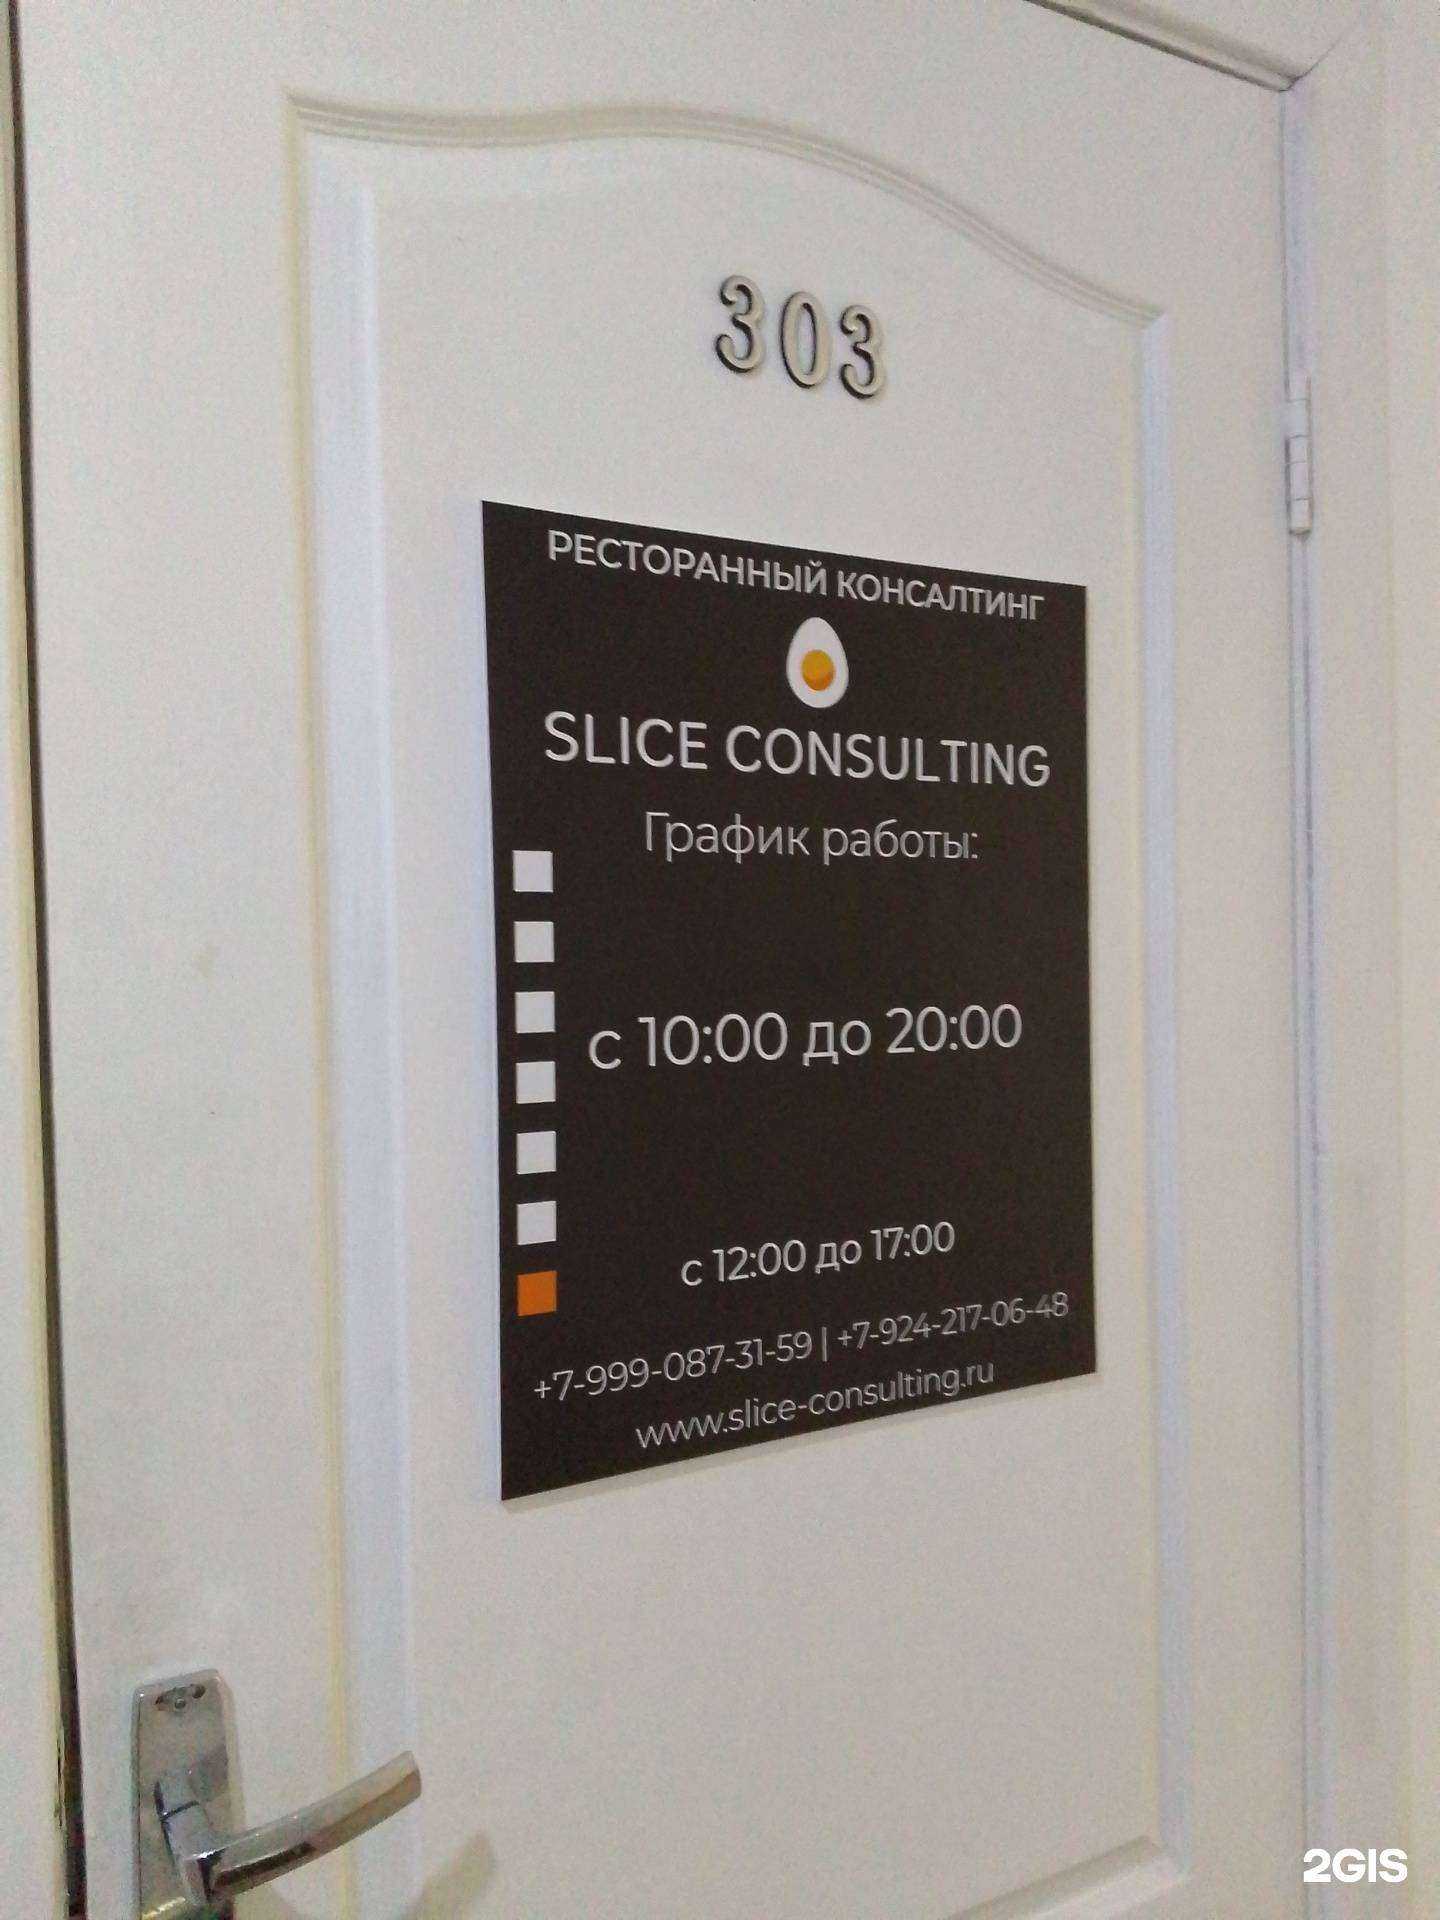 303
РЕСТОРАННЫЙ КОНСАЛТИНГ
SLICE CONSULTING
График работы:
с 10:00 до 20:00
с 12:00 до 17:00
+7-999-087-31-59 | +7-924-217-06-48
www.slice-consulting.ru
2GIS